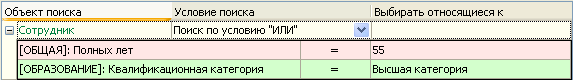 Объект поиска Условие поиска Выбирать относящиеся к
Сотрудник Поиск по условию "ИЛИ"
[ОБЩАЯ]: Полных лет = 55
[ОБРАЗОВАНИЕ]: Квалификационная категория = Высшая категория